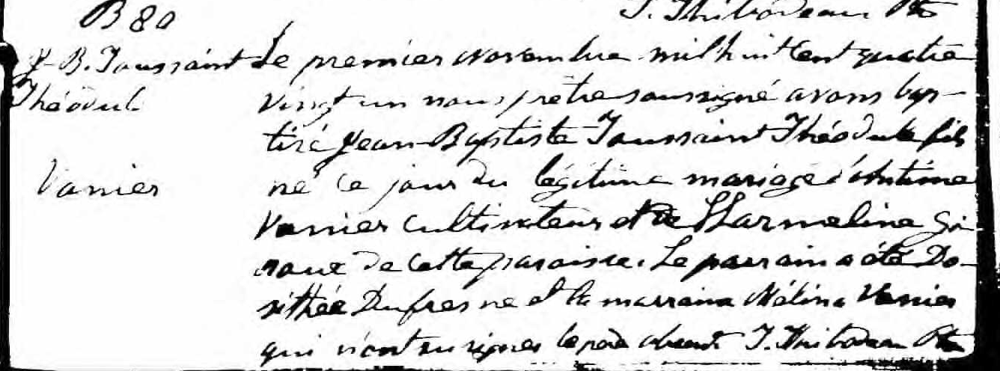 B 80
T. Thibodeau Ptre
J-B. Toussaint
Théodule
Vanier
Le premier Novembre mil huit cent quatre
vingt un nous prêtre soussigné avons bap-
tisé Jean-Baptiste Toussaint Théodule fils
né ce jour du légitime mariage d'Antime
Vanier cultivateur et de Harmeline Gi
roux de cette paroisse. Le parrain a été Do-
sithée Dufresne et la marraine Mélina Vanier
qui n'ont su signer le père absent T. Thibodeau Ptre